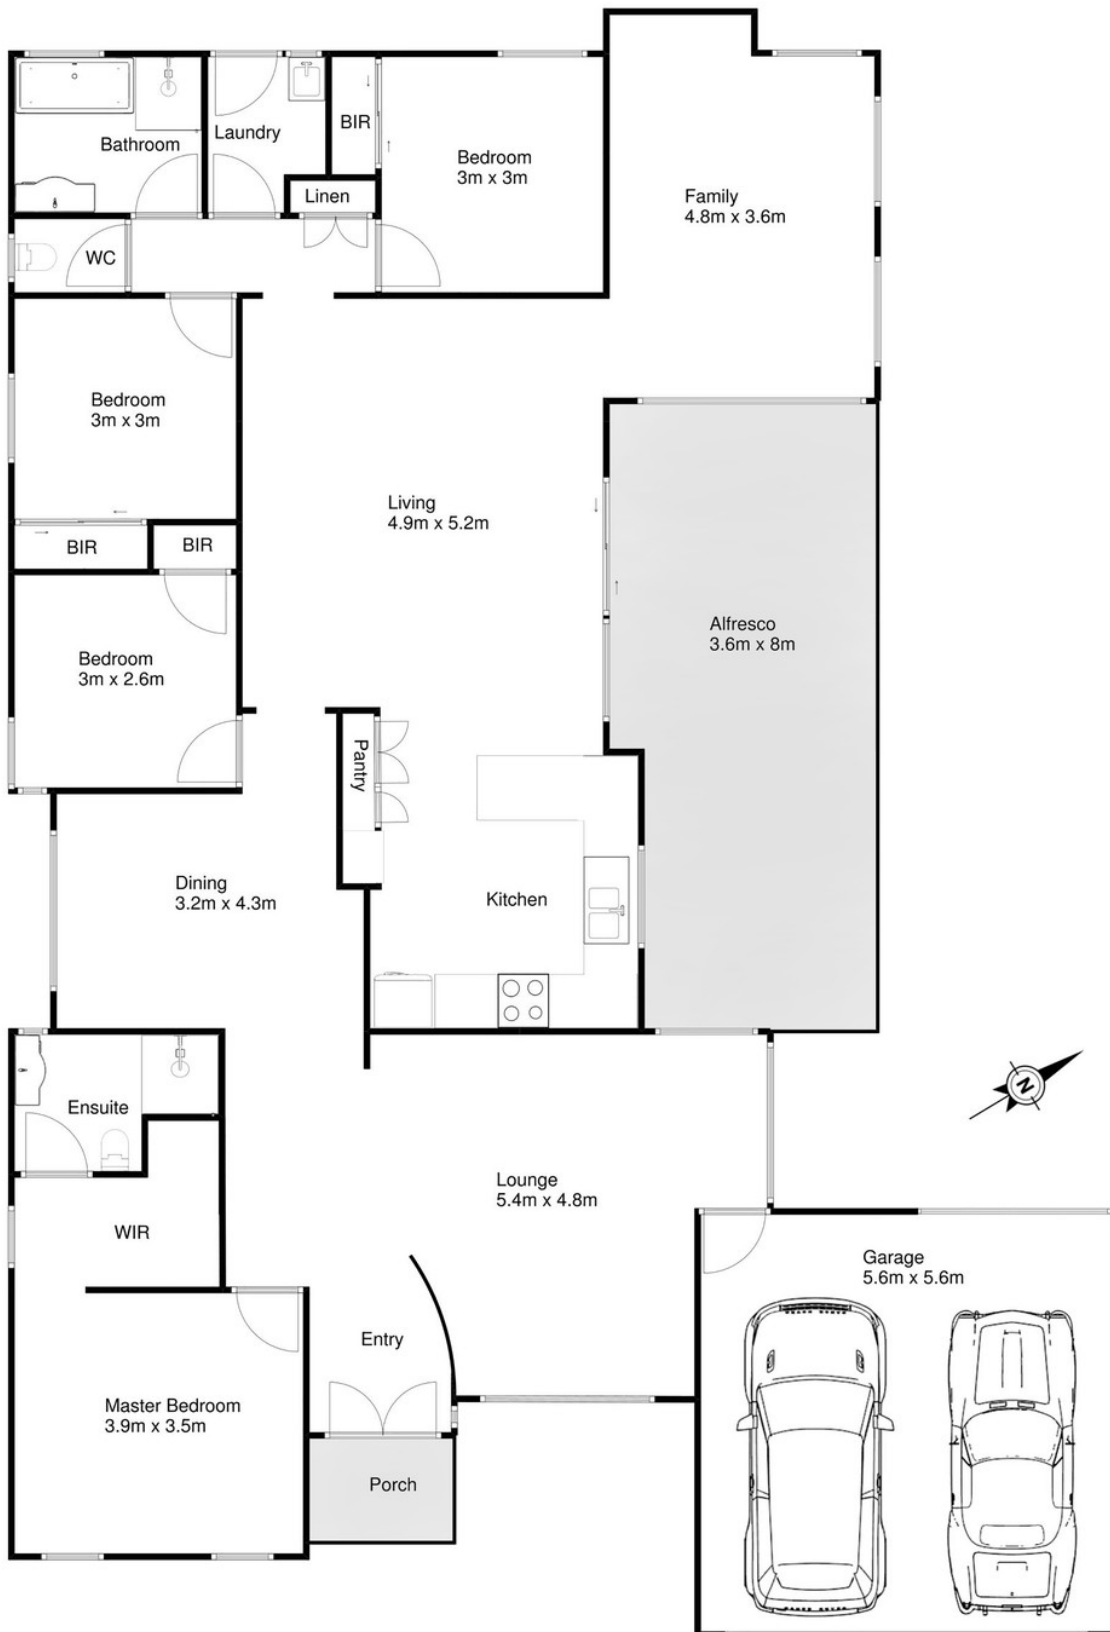 Bathroom
Laundry
BIR
Linen
Bedroom
3m x 3m
Family
4.8m x 3.6m
WC
Bedroom
3m x 3m
BIR
BIR
Living
4.9m x 5.2m
Alfresco
3.6m x 8m
Bedroom
3m x 2.6m
Pantry
Dining
3.2m x 4.3m
Kitchen
Ensuite
WIR
Lounge
5.4m x 4.8m
N
Garage
5.6m x 5.6m
Entry
Master Bedroom
3.9m x 3.5m
Porch